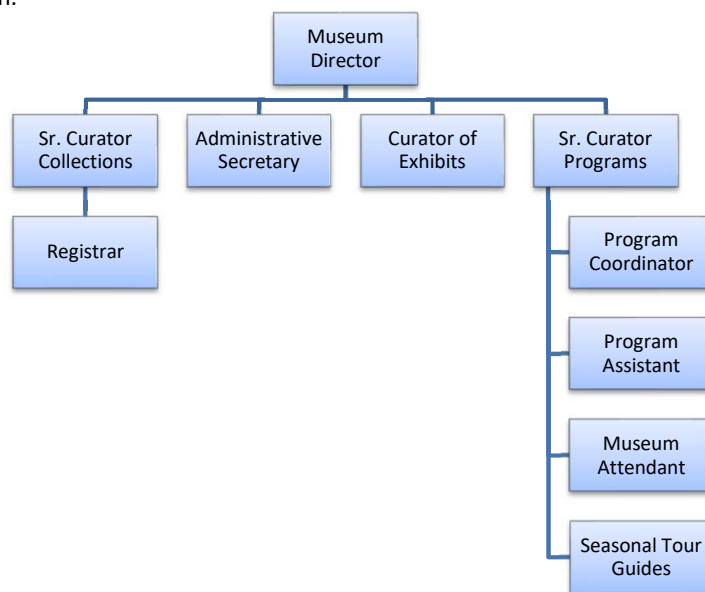 n.
Museum
Director
Sr. Curator
Collections
Administrative
Secretary
Curator of
Exhibits
Sr. Curator
Programs
Registrar
Program
Coordinator
Program
Assistant
Museum
Attendant
Seasonal Tour
Guides